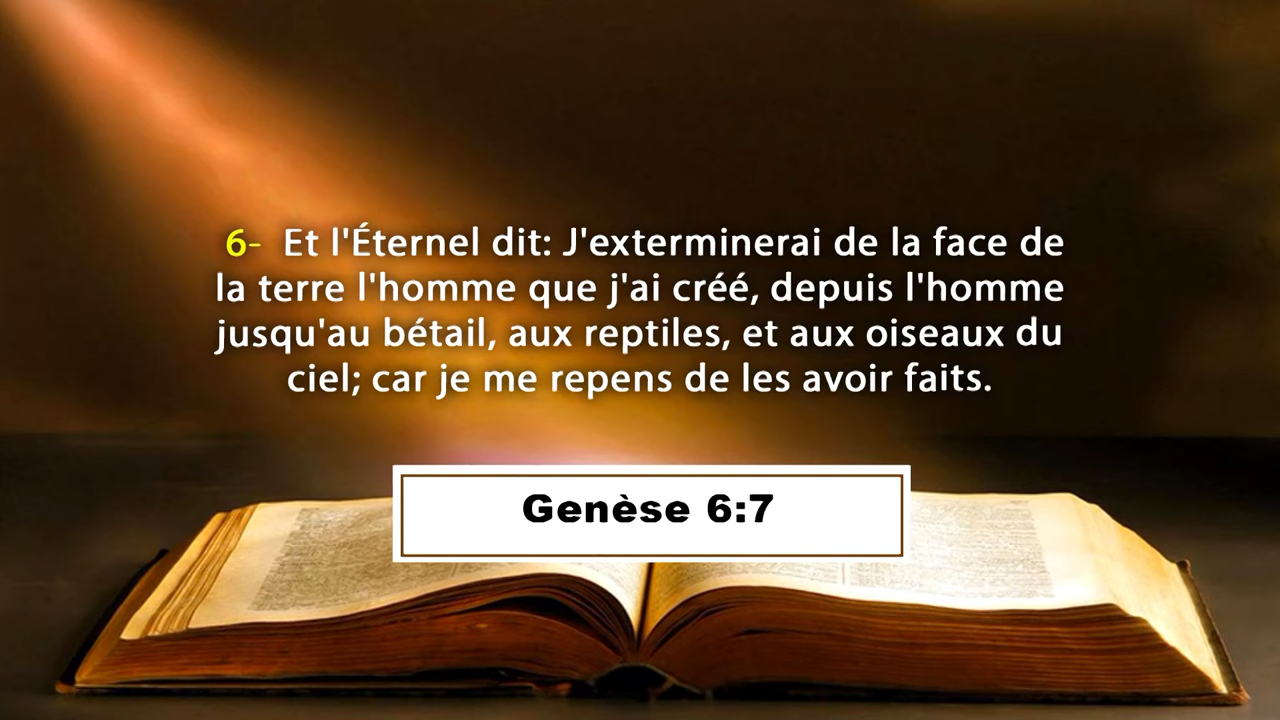 6- Et l'Éternel dit: J'exterminerai de la face de
la terre l'homme que j'ai créé, depuis l'homme
jusqu'au bétail, aux reptiles, et aux oiseaux du
ciel; car je me repens de les avoir faits.
Genèse 6:7